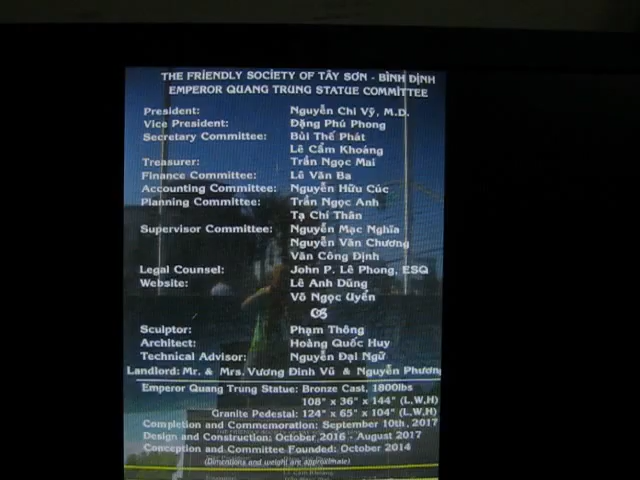 THE FRIENDLY SOCIETY OF TÂY SƠN - BÌNH ĐỊNH
EMPEROR QUANG TRUNG STATUE COMMITTEE
President: Nguyễn Chí Vỹ, M.D.
Vice President: Đặng Phú Phong
Secretary Committee: Bùi Thế Phát
Lê Cẩm Khoáng
Treasurer: Trần Ngọc Mai
Finance Committee: Lê Văn Ba
Accounting Committee: Nguyễn Hữu Cúc
Planning Committee: Trần Ngọc Anh
Tạ Chí Thân
Supervisor Committee: Nguyễn Mạc Nghĩa
Nguyễn Văn Chương
Văn Công Định
Legal Counsel: John P. Lê Phong, ESQ
Website: Lê Anh Dũng
Võ Ngọc Uyển
Sculptor: Phạm Thông
Architect: Hoàng Quốc Huy
Technical Advisor: Nguyễn Đại Ngữ
Landlord: Mr. & Mrs. Vương Đình Vũ & Nguyễn Phương
Emperor Quang Trung Statue: Bronze Cast, 1800lbs
108" x 36" x 144" (L,W,H)
Granite Pedestal: 124" x 65" x 104" (L,W,H)
Completion and Commemoration: September 10th, 2017
Design and Construction: October 2016 - August 2017
Conception and Committee Founded: October 2014
(Dimensions and weight are approximate)